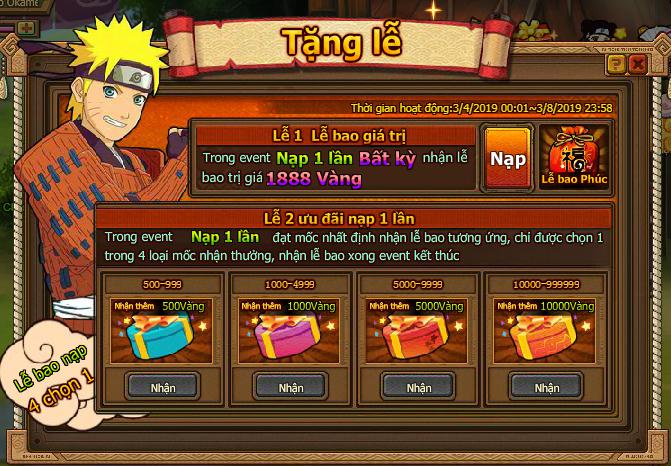 Tặng lễ
Thời gian hoạt động:3/4/2019 00:01~3/8/2019 23:58
Lễ 1 Lễ bao giá trị
Trong event Nạp 1 lần Bất kỳ nhận lễ
bao trị giá 1888 Vàng
Nạp
Lễ bao Phúc
Lễ 2 ưu đãi nạp 1 lần
Trong event Nạp 1 lần đạt mốc nhất định nhận lễ bao tương ứng, chỉ được chọn 1
trong 4 loại mốc nhận thưởng, nhận lễ bao xong event kết thúc
500-999
Nhận thêm 500Vàng
Nhận
1000-4999
Nhận thêm 1000Vàng
Nhận
5000-9999
Nhận thêm 5000Vàng
Nhận
10000-999999
Nhận thêm 10000Vàng
Nhận
Lễ bao nạp
4 chọn 1